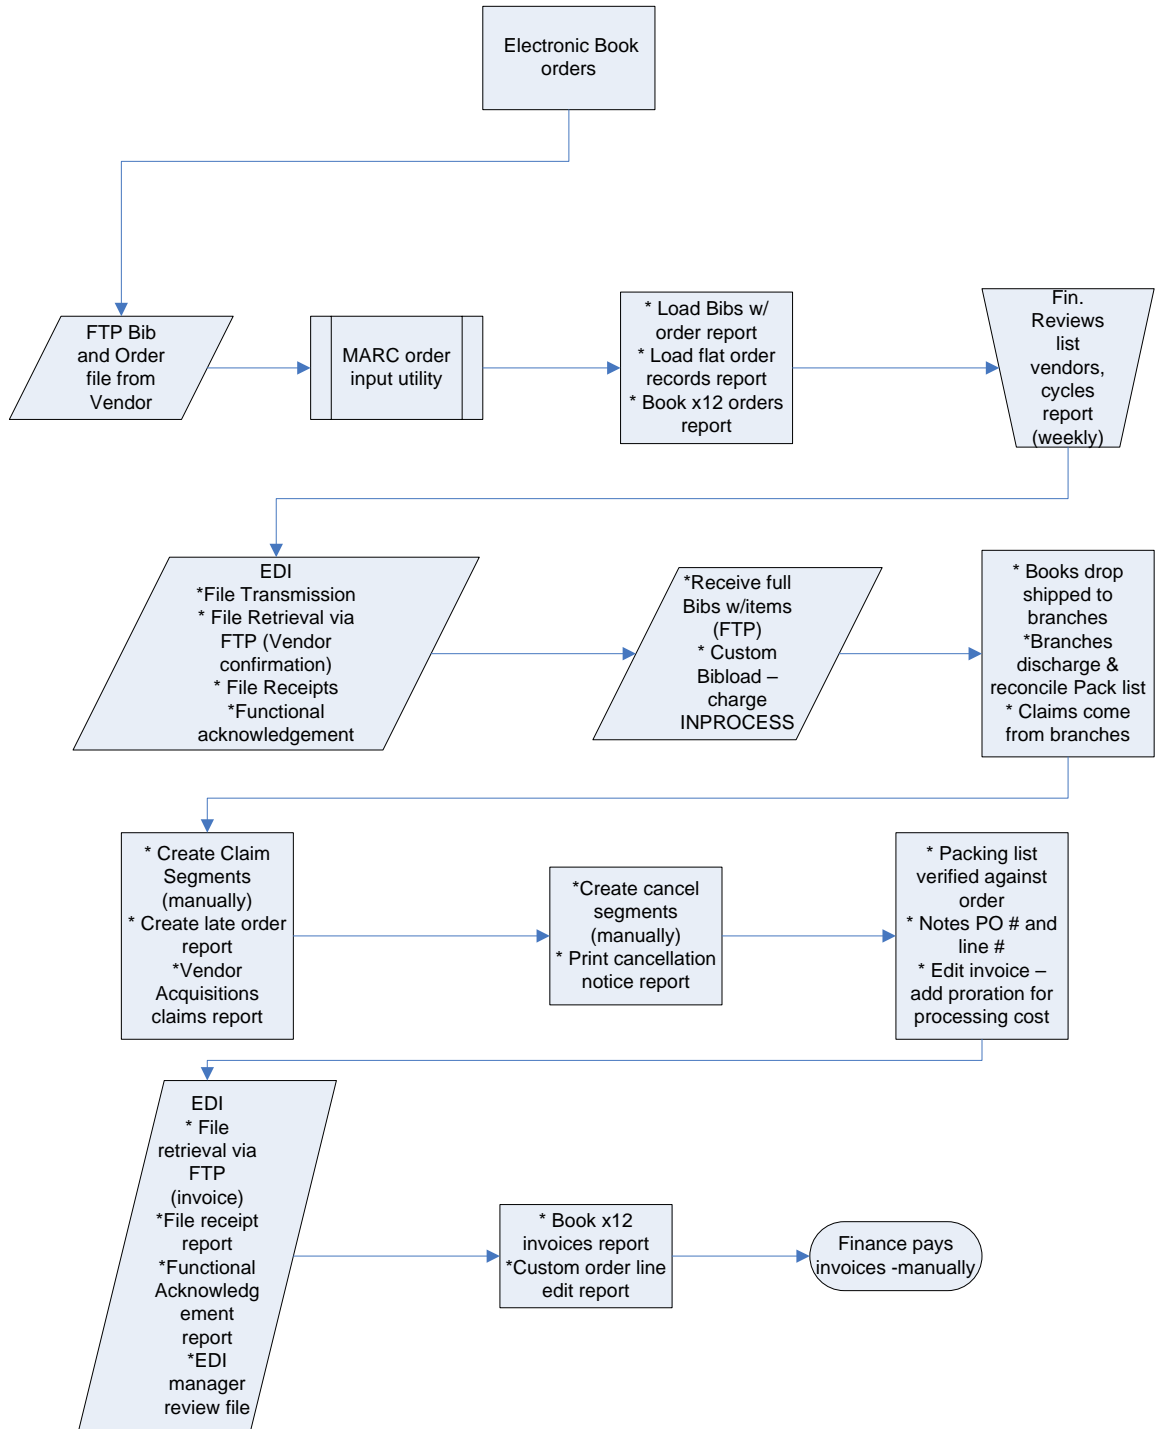 Electronic Book
orders
FTP Bib
and Order
file from
Vendor
MARC order
input utility
* Load Bibs w/
order report
* Load flat order
records report
* Book x12 orders
report
Fin.
Reviews
list
vendors,
cycles
report
(weekly)
EDI
*File Transmission
* File Retrieval via
FTP (Vendor
confirmation)
* File Receipts
*Functional
acknowledgement
*Receive full
Bibs w/items
(FTP)
* Custom
Bibload –
charge
INPROCESS
* Books drop
shipped to
branches
*Branches
discharge &
reconcile Pack list
* Claims come
from branches
* Create Claim
Segments
(manually)
* Create late order
report
*Vendor
Acquisitions
claims report
*Create cancel
segments
(manually)
* Print cancellation
notice report
* Packing list
verified against
order
* Notes PO # and
line #
* Edit invoice –
add proration for
processing cost
EDI
* File
retrieval via
FTP
(invoice)
*File receipt
report
*Functional
Acknowledg
ement
report
*EDI
manager
review file
* Book x12
invoices report
*Custom order line
edit report
Finance pays
invoices -manually